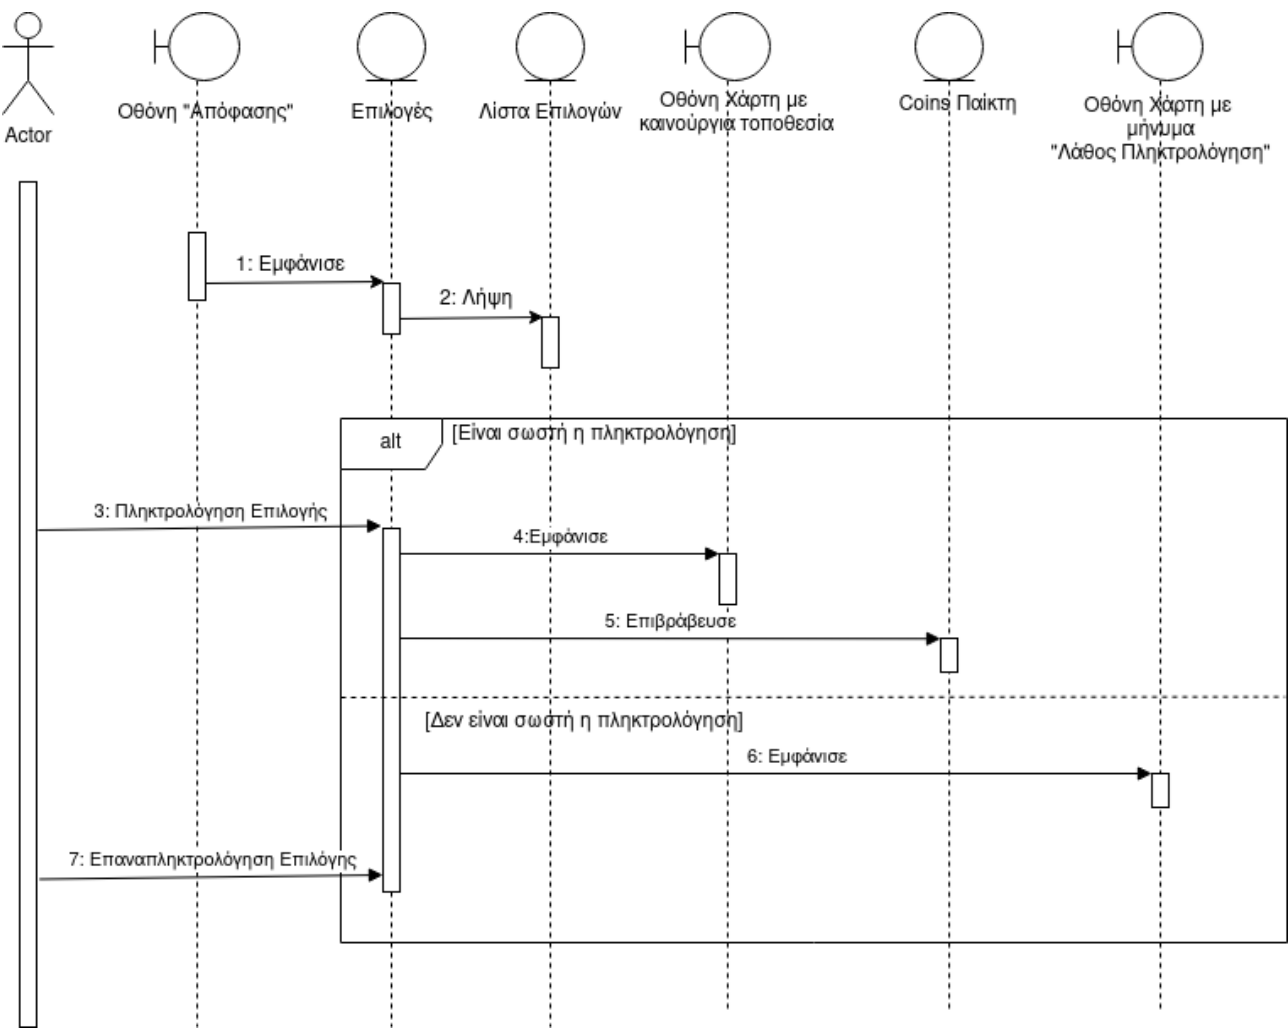 Actor
Οθόνη "Απόφασης"
Επιλογές
Λίστα Επιλογών
Οθόνη Χάρτη με
καινούργια τοποθεσία
Coins Παίκτη
Οθόνη Χάρτη με
μήνυμα
"Λάθος Πληκτρολόγηση"
1: Εμφάνισε
2: Λήψη
alt
[Είναι σωστή η πληκτρολόγηση]
3: Πληκτρολόγηση Επιλογής
4:Εμφάνισε
5: Επιβράβευσε
[Δεν είναι σωστή η πληκτρολόγηση]
6: Εμφάνισε
7: Επαναπληκτρολόγηση Επιλόγης